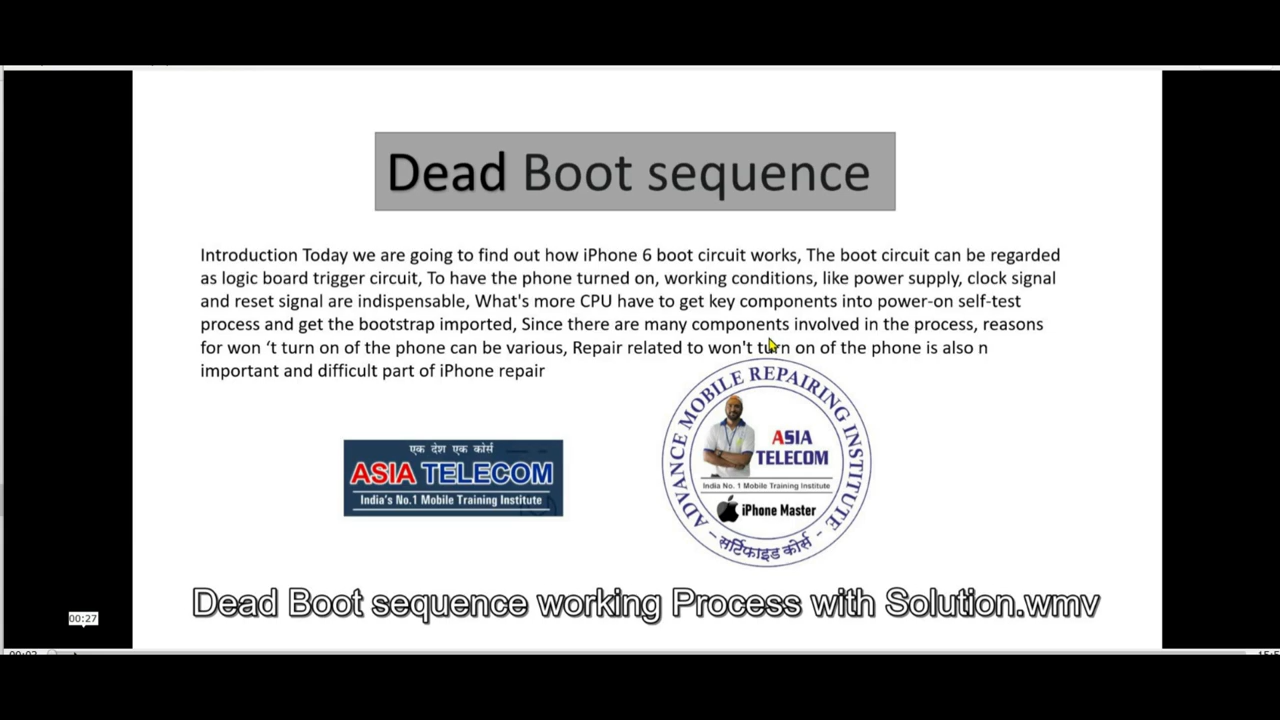 Dead Boot sequence
Introduction Today we are going to find out how iPhone 6 boot circuit works, The boot circuit can be regarded
as logic board trigger circuit, To have the phone turned on, working conditions, like power supply, clock signal
and reset signal are indispensable, What's more CPU have to get key components into power-on self-test
process and get the bootstrap imported, Since there are many components involved in the process, reasons
for won ‘t turn on of the phone can be various, Repair related to won't turn on of the phone is also n
important and difficult part of iPhone repair
एक देश एक कोर्स
ASIA TELECOM
India's No.1 Mobile Training Institute
ADVANCE MOBILE REPAIRING INSTITUTE
ASIA
TELECOM
India No. 1 Mobile Training Institute
iPhone Master
- सर्टिफाइड कोर्स -
Dead Boot sequence working Process with Solution.wmv
00:27